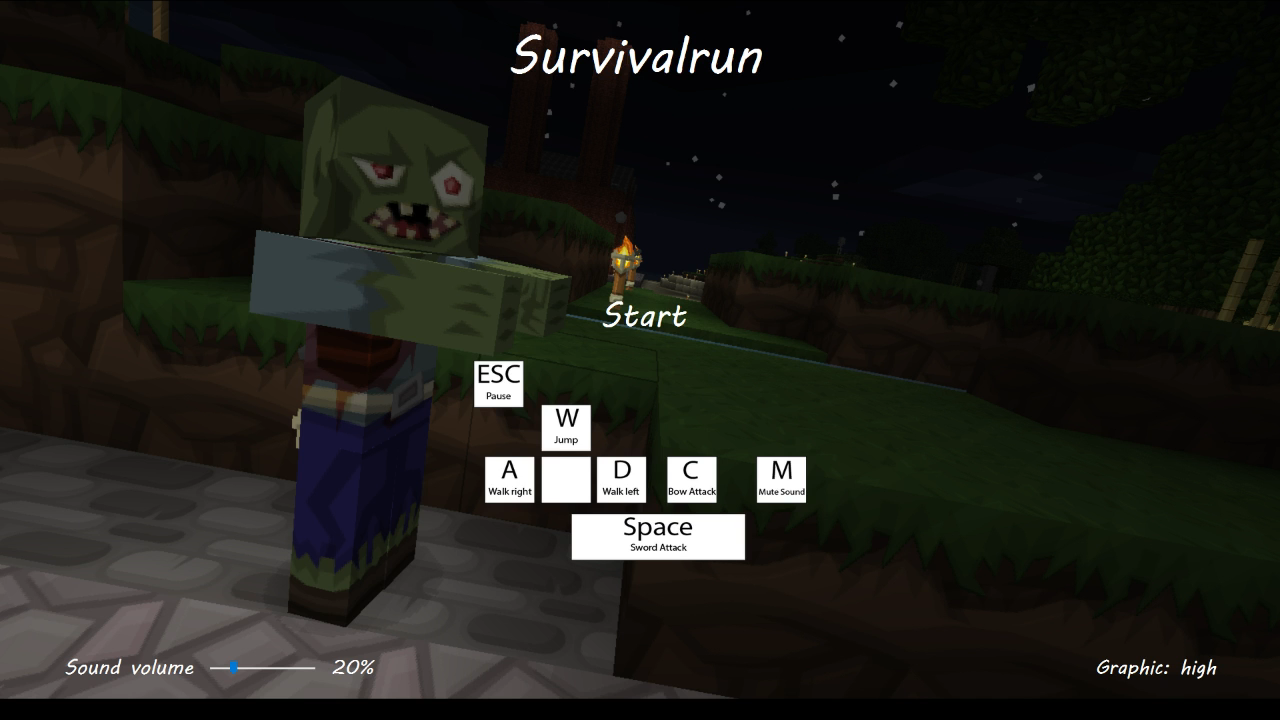 Survivalrun
Start
ESC
Pause
W
Jump
A
Walk right
D
Walk left
C
Bow Attack
M
Mute Sound
Space
Sword Attack
Sound volume 20%
Graphic: high